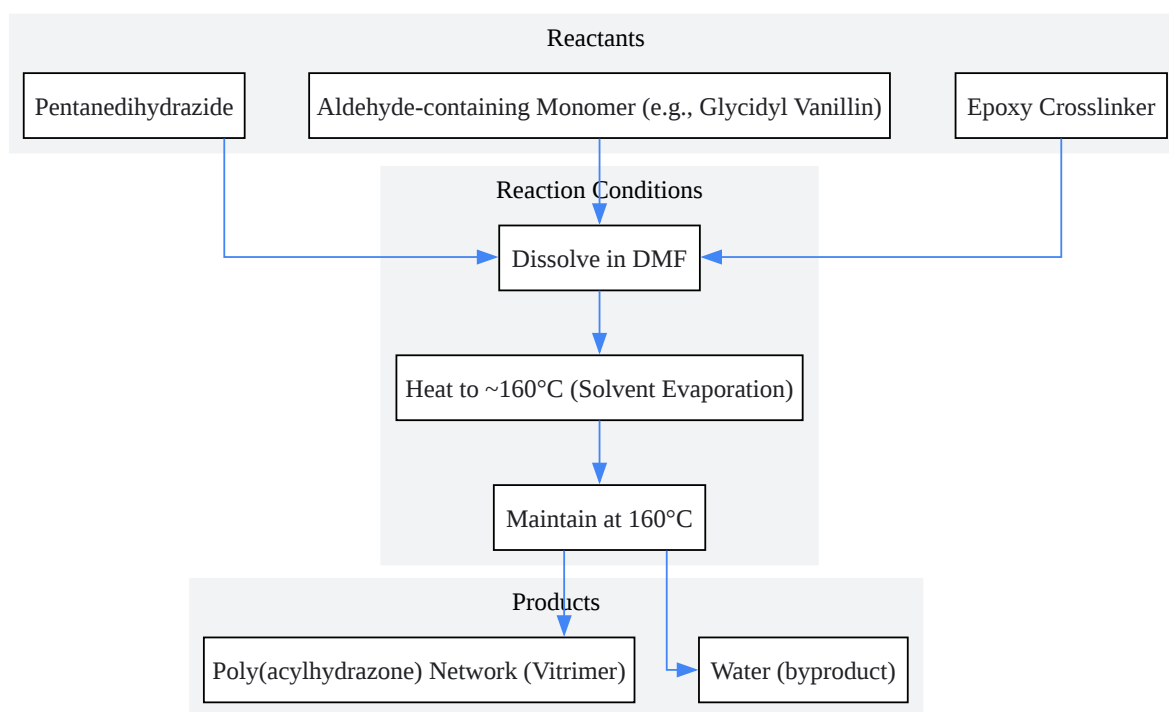 Reactants
Pentanedihydrazide
Aldehyde-containing Monomer (e.g., Glycidyl Vanillin)
Epoxy Crosslinker
Reaction Conditions
Dissolve in DMF
Heat to ~160°C (Solvent Evaporation)
Maintain at 160°C
Products
Poly(acylhydrazone) Network (Vitrimer)
Water (byproduct)